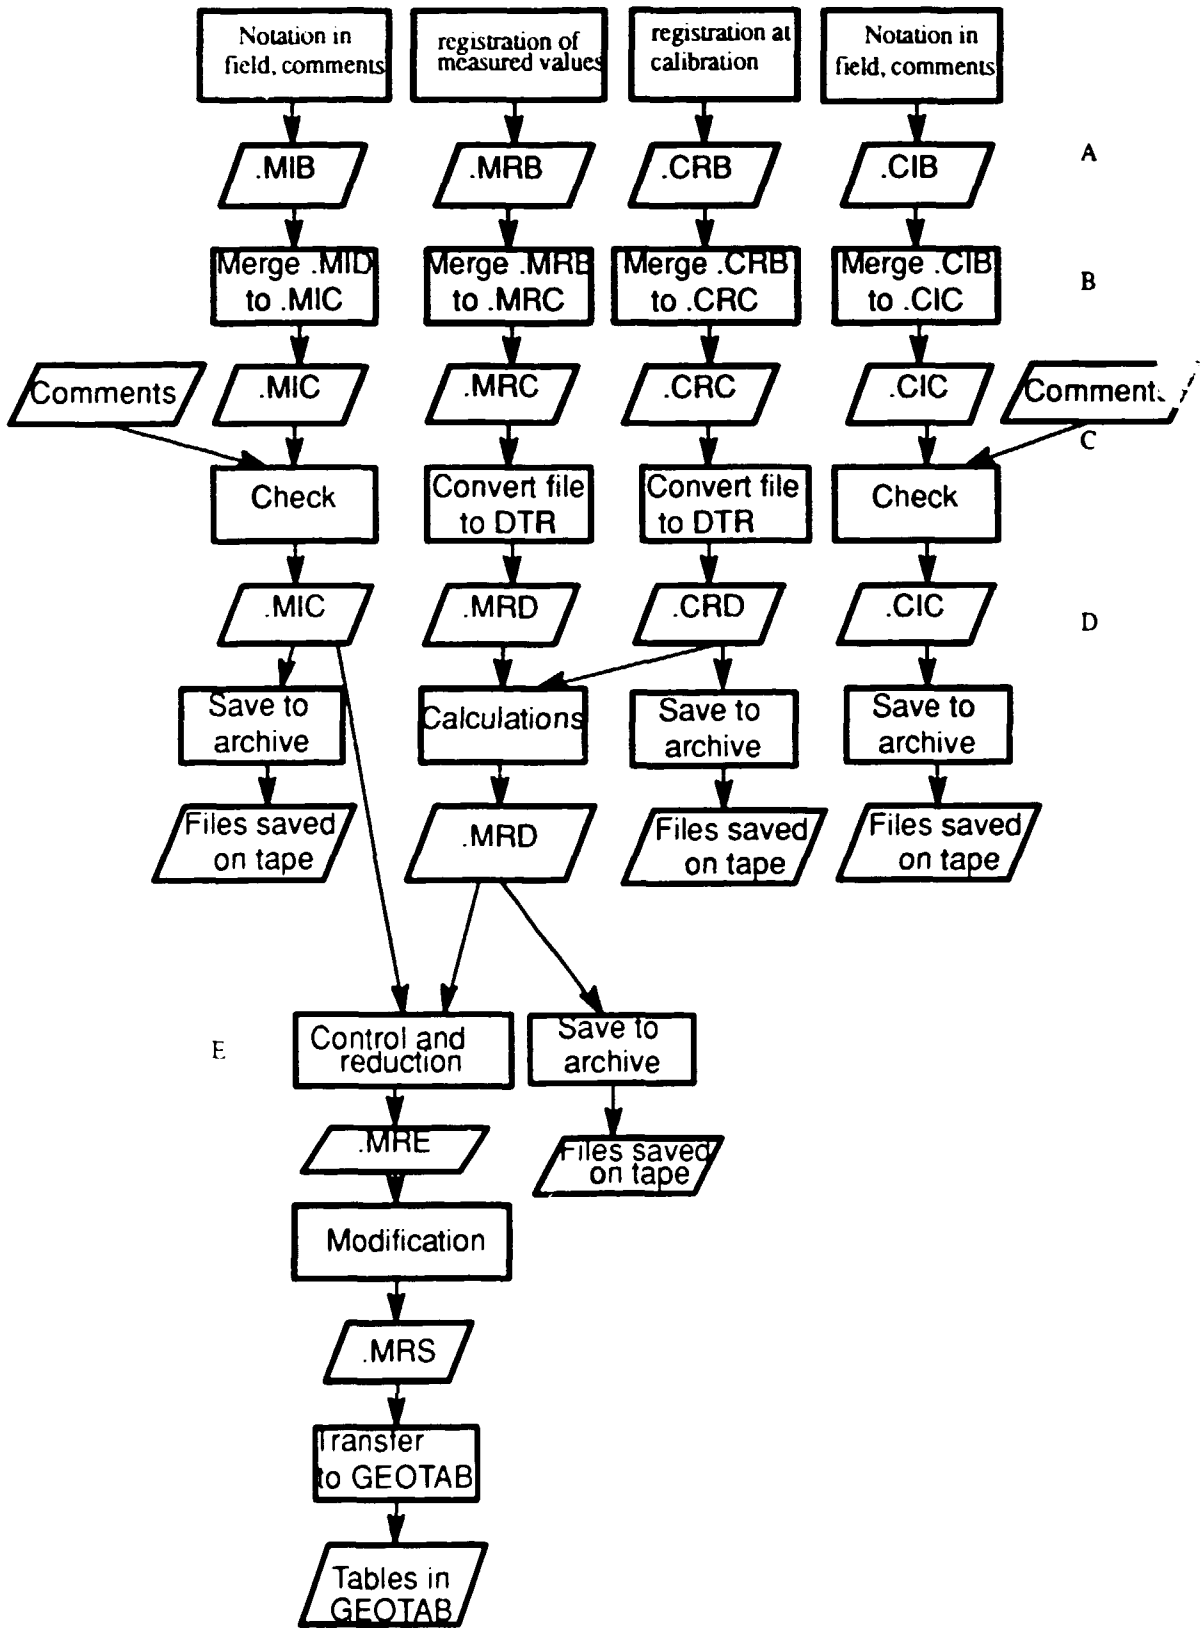 Notation in
field, comments
registration of
measured values
registration at
calibration
Notation in
field, comments
.MIB
.MRB
.CRB
.CIB
A
Merge .MID
to .MIC
Merge .MRB
to .MRC
Merge .CRB
to .CRC
Merge .CIB
to .CIC
B
Comments
.MIC
.MRC
.CRC
.CIC
Comments
C
Check
Convert file
to DTR
Convert file
to DTR
Check
.MIC
.MRD
.CRD
.CIC
D
Save to
archive
Calculations
Save to
archive
Save to
archive
Files saved
on tape
.MRD
Files saved
on tape
Files saved
on tape
E
Control and
reduction
Save to
archive
.MRE
Files saved
on tape
Modification
.MRS
Transfer
to GEOTAB
Tables in
GEOTAB